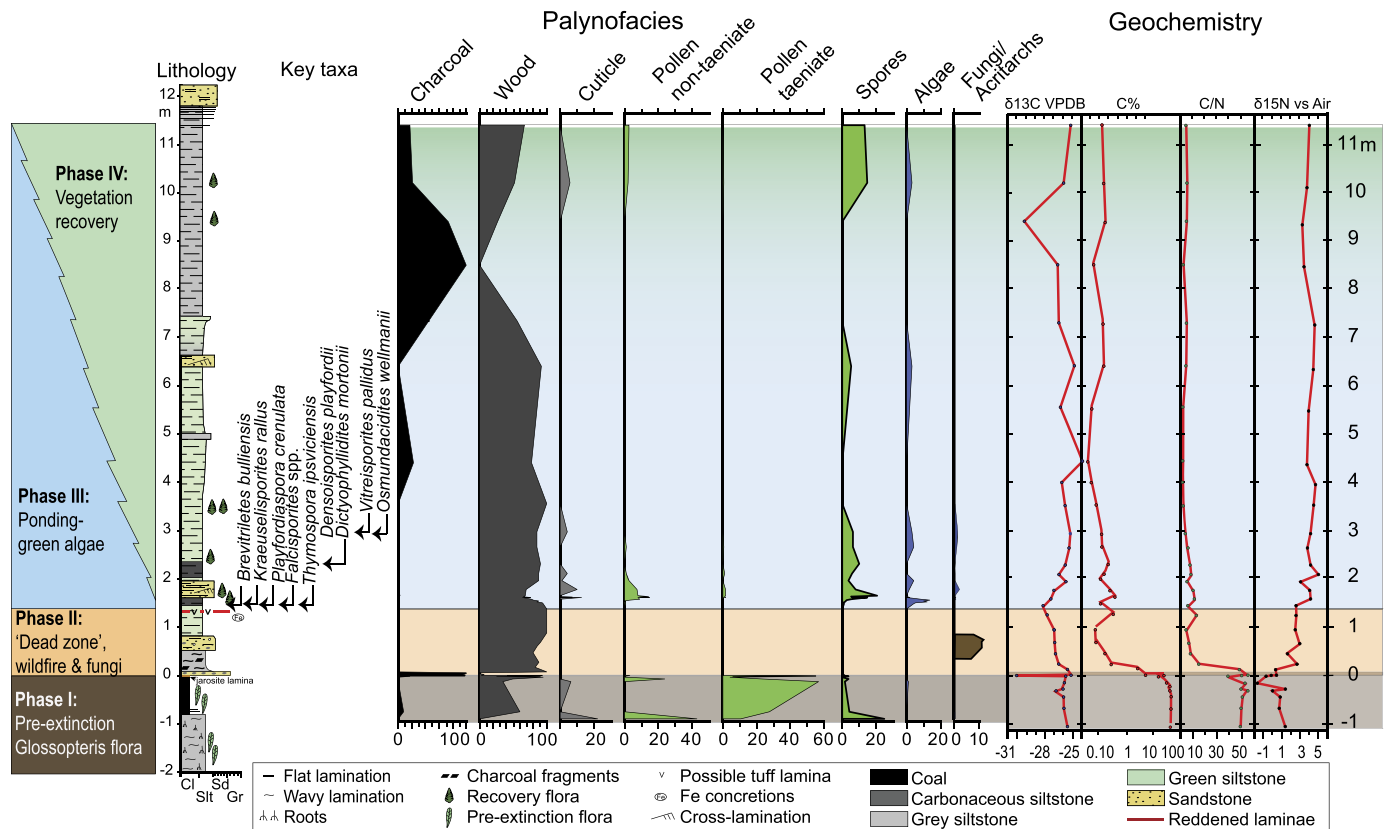 Palynofacies
Geochemistry
Lithology
Key taxa
Charcoal
Wood
Cuticle
Pollen
non-taeniate
Pollen
taeniate
Spores
Algae
Fungi/
Acritarchs
δ13C VPDB
C%
C/N
δ15N vs Air
12
m
11
10
9
8
7
6
5
4
3
2
1
0
-1
-2
Phase IV:
Vegetation
recovery
Phase III:
Ponding-
green algae
Phase II:
'Dead zone',
wildfire & fungi
Phase I:
Pre-extinction
Glossopteris flora
v v
Fe
jarosite lamina
Brevitriletes bulliensis
Kraeuselisporites rallus
Playfordiaspora crenulata
Falcisporites spp.
Thymospora ipsviciensis
Densoisporites playfordii
Dictyophyllidites mortonii
Vitreisporites pallidus
Osmundacidites wellmanii
11 m
10
9
8
7
6
5
4
3
2
1
0
-1
0 100
0 100
20
0 20 40
0 20 40 60
0 20
0 20
0 10
-31 -28 -25
0.10 1 10 100
10 30 50
-1 1 3 5
Cl Sd
Slt Gr
Flat lamination
Wavy lamination
Roots
Charcoal fragments
Recovery flora
Pre-extinction flora
v Possible tuff lamina
Fe Fe concretions
Cross-lamination
Coal
Carbonaceous siltstone
Grey siltstone
Green siltstone
Sandstone
Reddened laminae